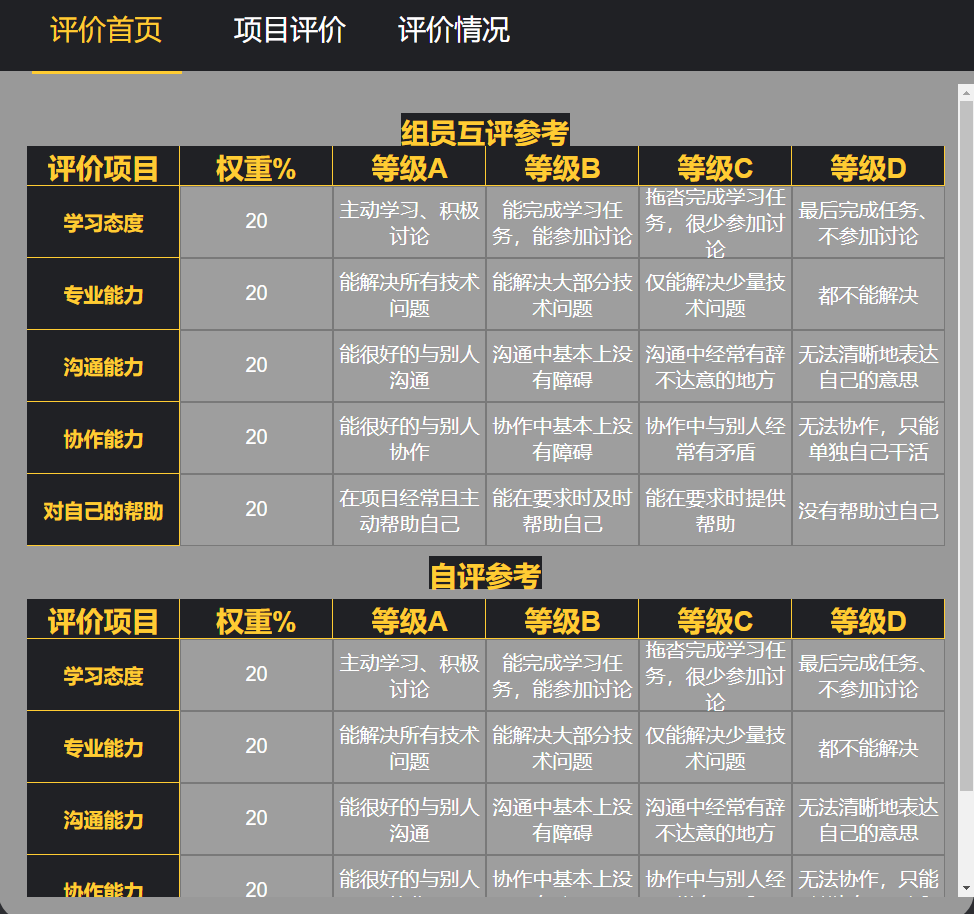 评价首页 项目评价 评价情况
组员互评参考
评价项目 权重% 等级A 等级B 等级C 等级D
学习态度 20 主动学习、积极讨论 能完成学习任务，能参加讨论 拖沓完成学习任务，很少参加讨论 最后完成任务、不参加讨论
专业能力 20 能解决所有技术问题 能解决大部分技术问题 仅能解决少量技术问题 都不能解决
沟通能力 20 能很好的与别人沟通 沟通中基本上没有障碍 沟通中经常有辞不达意的地方 无法清晰地表达自己的意思
协作能力 20 能很好的与别人协作 协作中基本上没有障碍 协作中与别人经常有矛盾 无法协作，只能单独自己干活
对自己的帮助 20 在项目经常且主动帮助自己 能在要求时及时帮助自己 能在要求时提供帮助 没有帮助过自己
自评参考
评价项目 权重% 等级A 等级B 等级C 等级D
学习态度 20 主动学习、积极讨论 能完成学习任务，能参加讨论 拖沓完成学习任务，很少参加讨论 最后完成任务、不参加讨论
专业能力 20 能解决所有技术问题 能解决大部分技术问题 仅能解决少量技术问题 都不能解决
沟通能力 20 能很好的与别人沟通 沟通中基本上没有障碍 沟通中经常有辞不达意的地方 无法清晰地表达自己的意思
协作能力 20 能很好的与别人 协作中基本上没 协作中与别人经 无法协作，只能